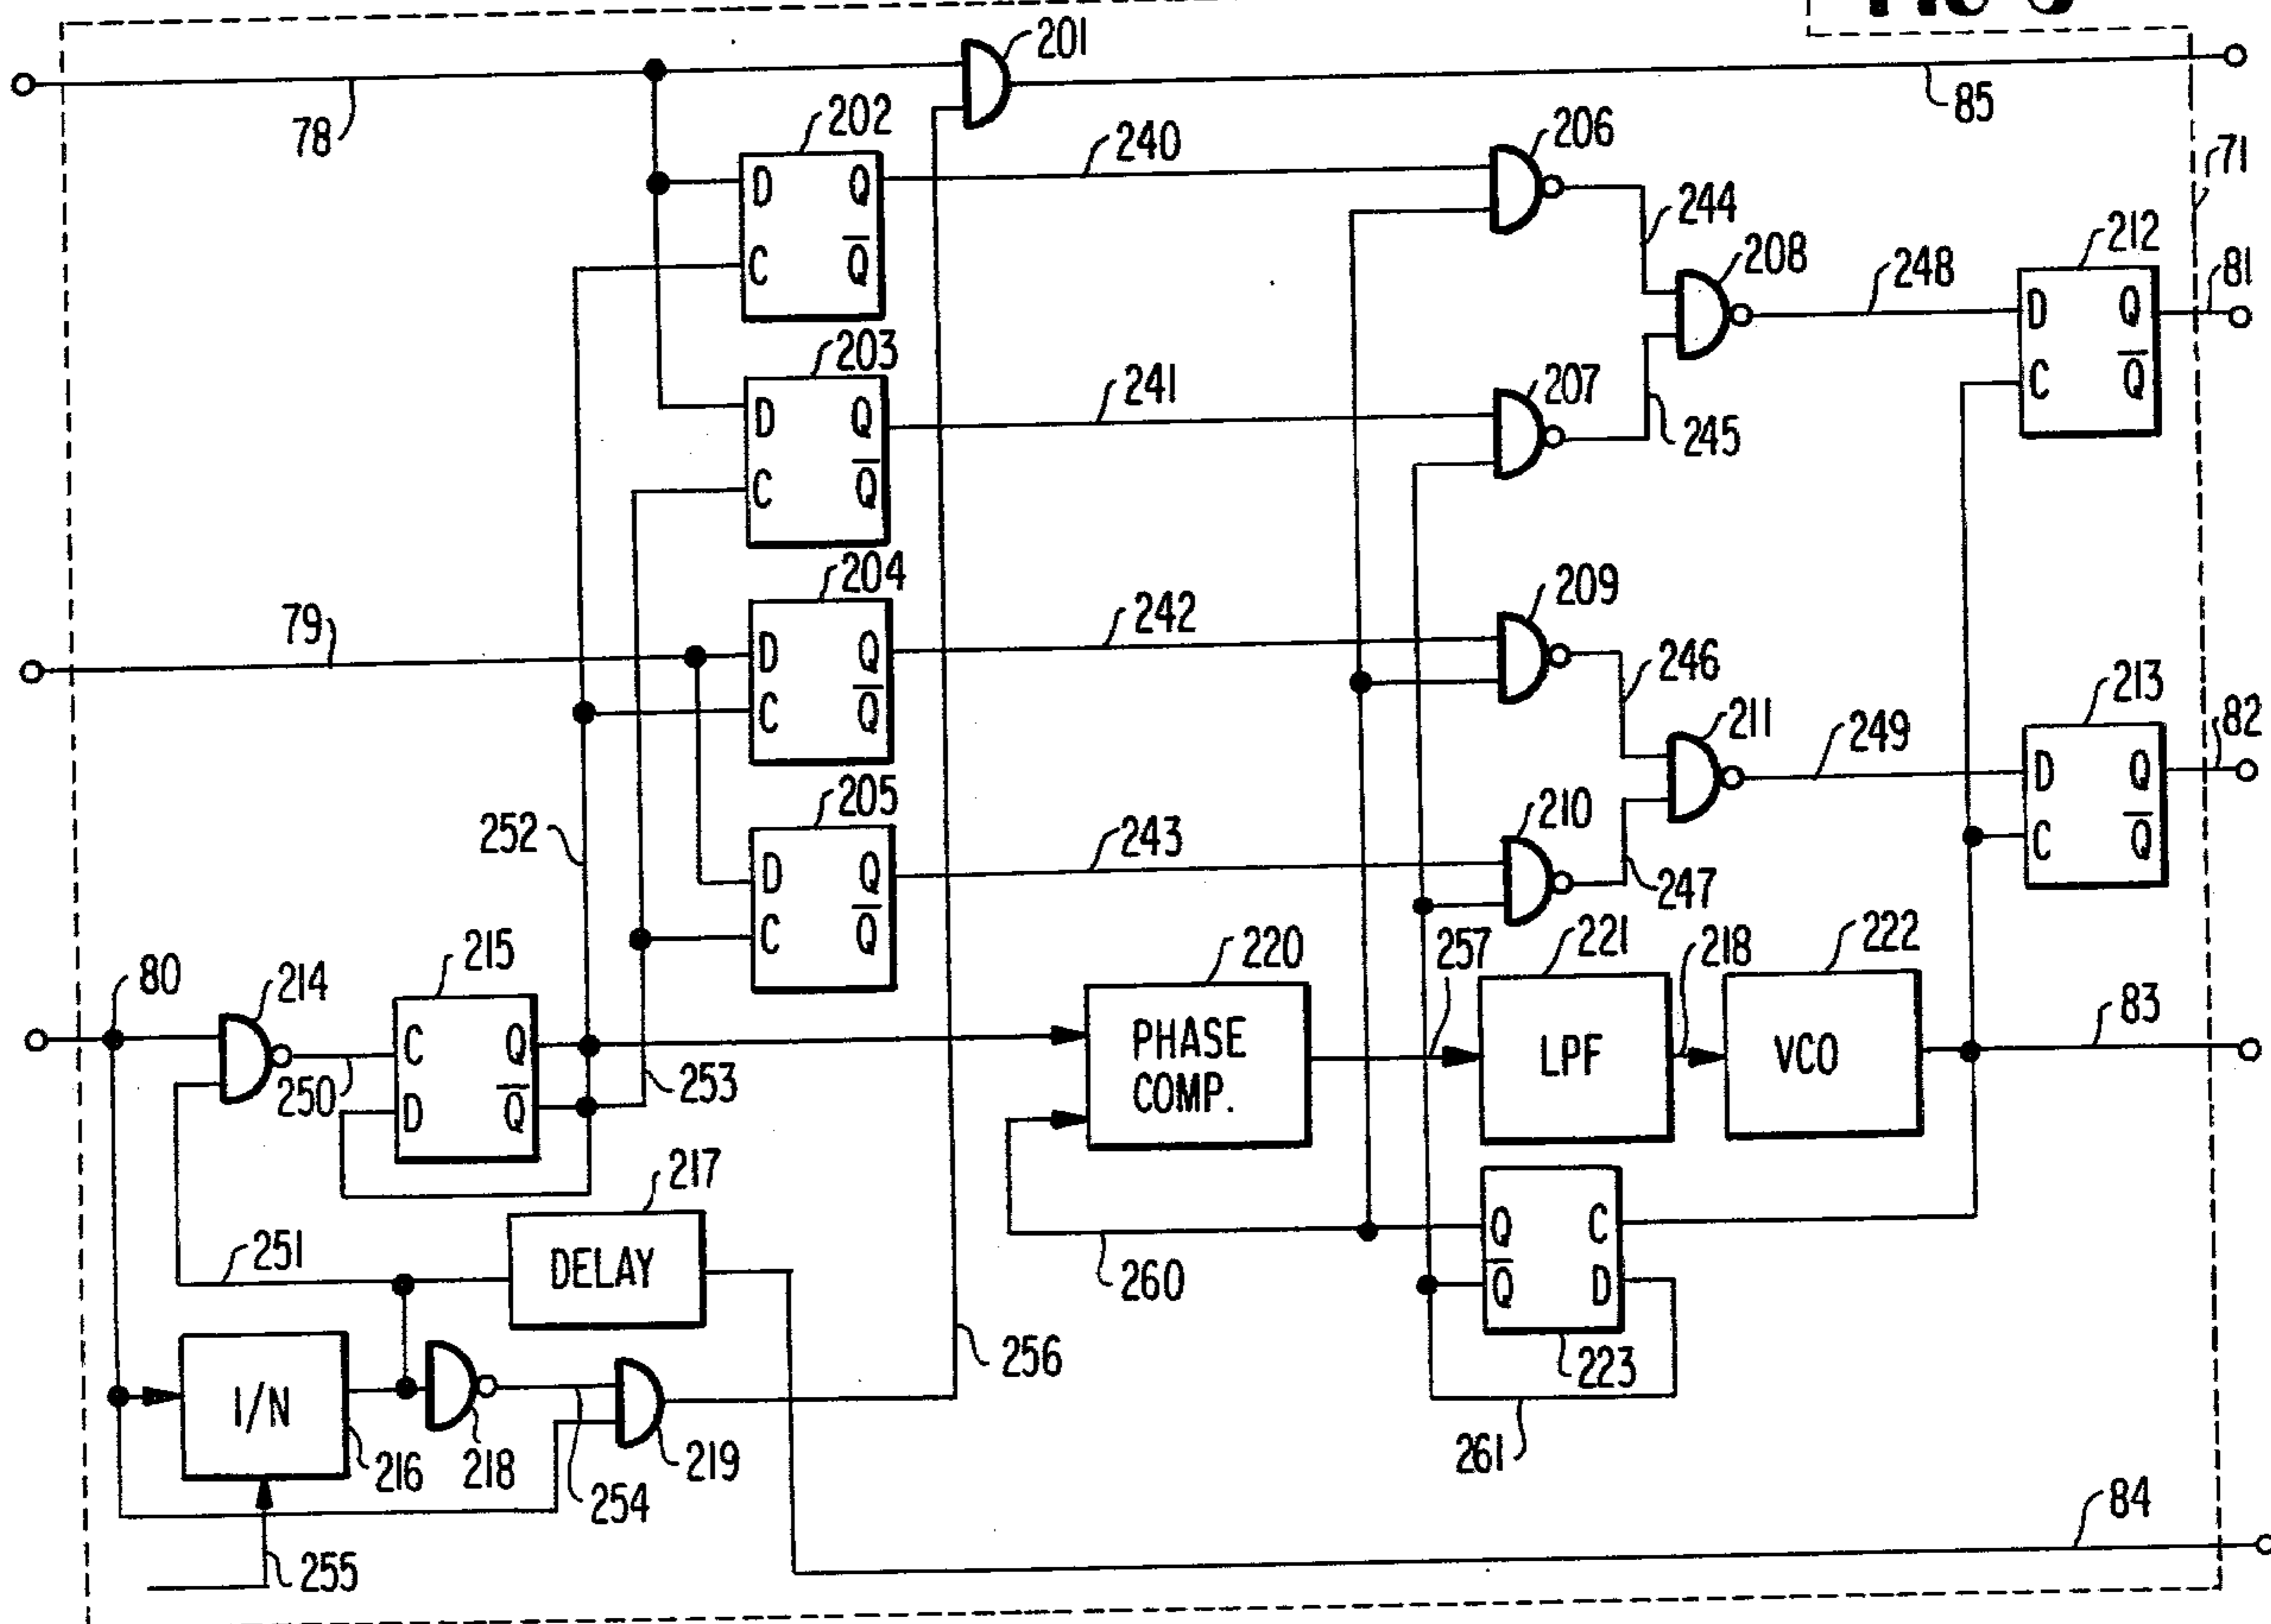 201
78
85
202
240
206
71
D Q
C Q̅
244
208
248
212
81
D Q
C Q̅
203
241
207
D Q
C Q̅
245
79
204
242
209
246
D Q
C Q̅
213
82
D Q
C Q̅
211
249
252
205
243
210
247
D Q
C Q̅
80
214
215
250
C Q
D Q̅
253
220
PHASE
COMP.
257
221
LPF
218
222
VCO
83
217
DELAY
251
260
Q C
Q̅ D
223
261
256
I/N
216
218
254
219
255
84